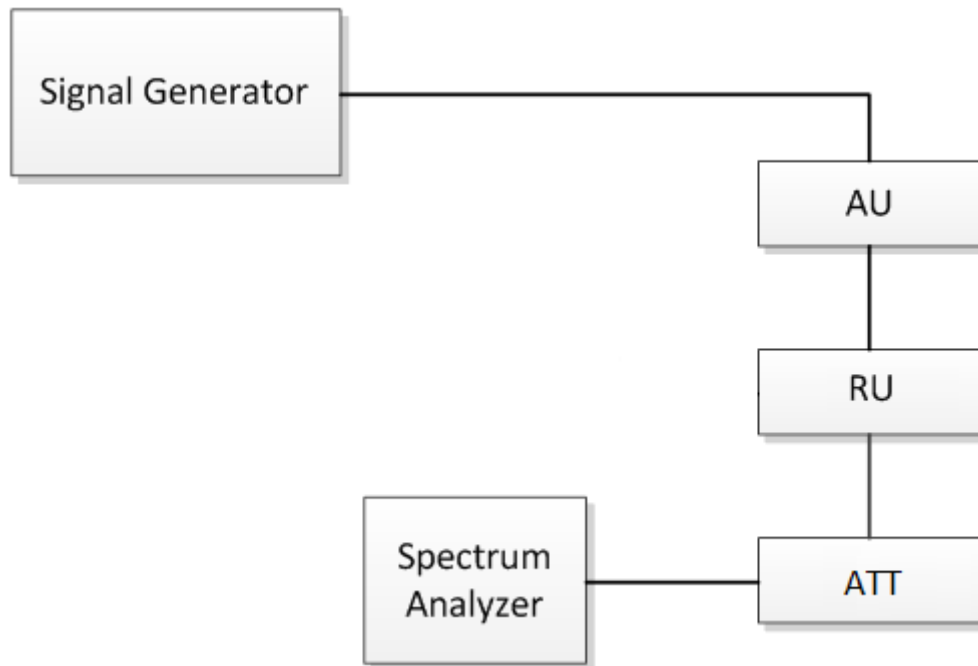 Signal Generator
AU
RU
ATT
Spectrum
Analyzer